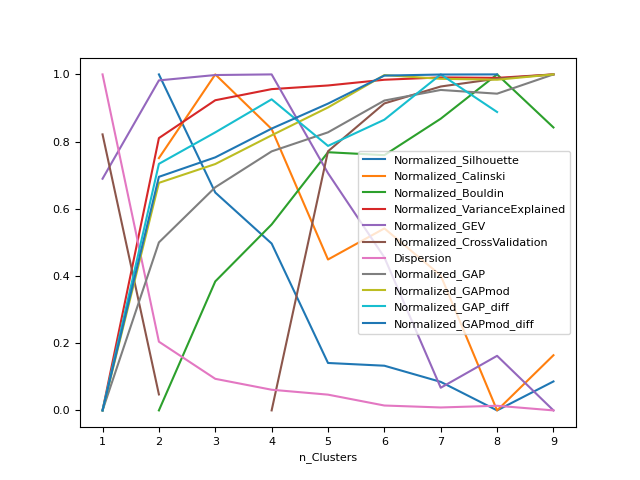 1.0
0.8
0.6
0.4
0.2
0.0
Normalized_Silhouette
Normalized_Calinski
Normalized_Bouldin
Normalized_VarianceExplained
Normalized_GEV
Normalized_CrossValidation
Dispersion
Normalized_GAP
Normalized_GAPmod
Normalized_GAP_diff
Normalized_GAPmod_diff
1 2 3 4 5 6 7 8 9
n_Clusters